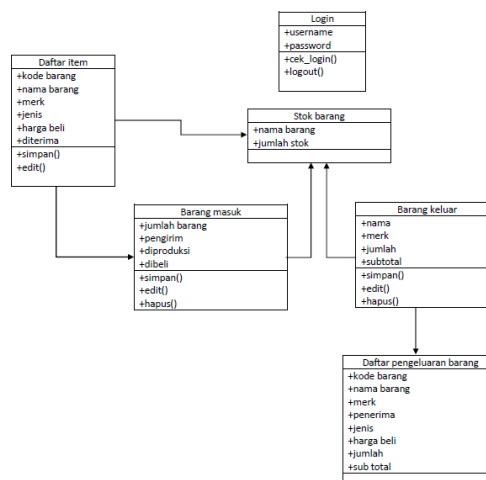 Login
+username
+password
+cek_login()
+logout()
Daftar item
+kode barang
+nama barang
+merk
+jenis
+harga beli
+diterima
+simpan()
+edit()
Stok barang
+nama barang
+jumlah stok
Barang masuk
+jumlah barang
+pengirim
+diproduksi
+dibeli
+simpan()
+edit()
+hapus()
Barang keluar
+nama
+merk
+jumlah
+subtotal
+simpan()
+edit()
+hapus()
Daftar pengeluaran barang
+kode barang
+nama barang
+merk
+penerima
+jenis
+harga beli
+jumlah
+sub total